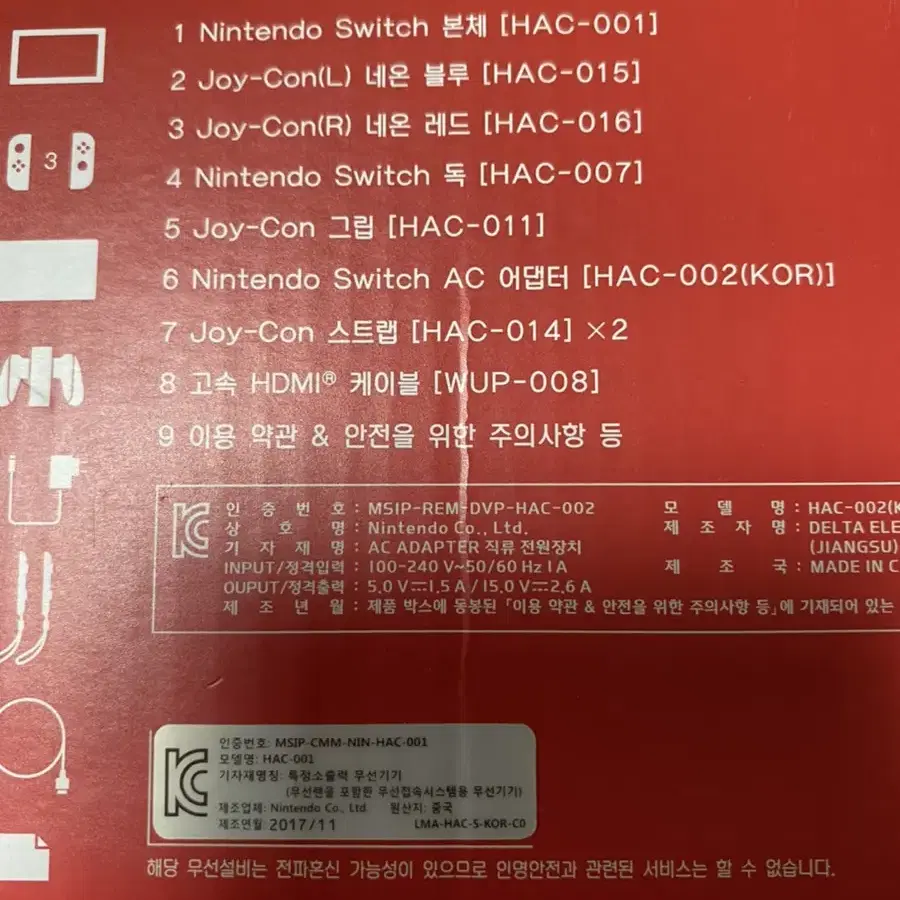 1 Nintendo Switch 본체 [HAC-001]
2 Joy-Con(L) 네온 블루 [HAC-015]
3 Joy-Con(R) 네온 레드 [HAC-016]
4 Nintendo Switch 독 [HAC-007]
5 Joy-Con 그립 [HAC-011]
6 Nintendo Switch AC 어댑터 [HAC-002(KOR)]
7 Joy-Con 스트랩 [HAC-014] ×2
8 고속 HDMI® 케이블 [WUP-008]
9 이용 약관 & 안전을 위한 주의사항 등
3
인 증 번 호 : MSIP-REM-DVP-HAC-002 모 델 명 : HAC-002(K
상 호 명 : Nintendo Co., Ltd. 제 조 자 명 : DELTA ELE
기 자 재 명 : AC ADAPTER 직류 전원장치 (JIANGSU)
INPUT/정격입력 : 100-240 V~50/60 Hz 1 A 제 조 국 : MADE IN C
OUPUT/정격출력 : 5.0 V⎓1.5 A / 15.0 V⎓2.6 A
제 조 년 월 : 제품 박스에 동봉된 「이용 약관 & 안전을 위한 주의사항 등」에 기재되어 있는
인증번호: MSIP-CMM-NIN-HAC-001
모델명: HAC-001
기자재명칭: 특정소출력 무선기기
(무선랜을 포함한 무선접속시스템용 무선기기)
제조업체: Nintendo Co., Ltd. 원산지: 중국
제조연월: 2017/11 LMA-HAC-S-KOR-C0
해당 무선설비는 전파혼신 가능성이 있으므로 인명안전과 관련된 서비스는 할 수 없습니다.